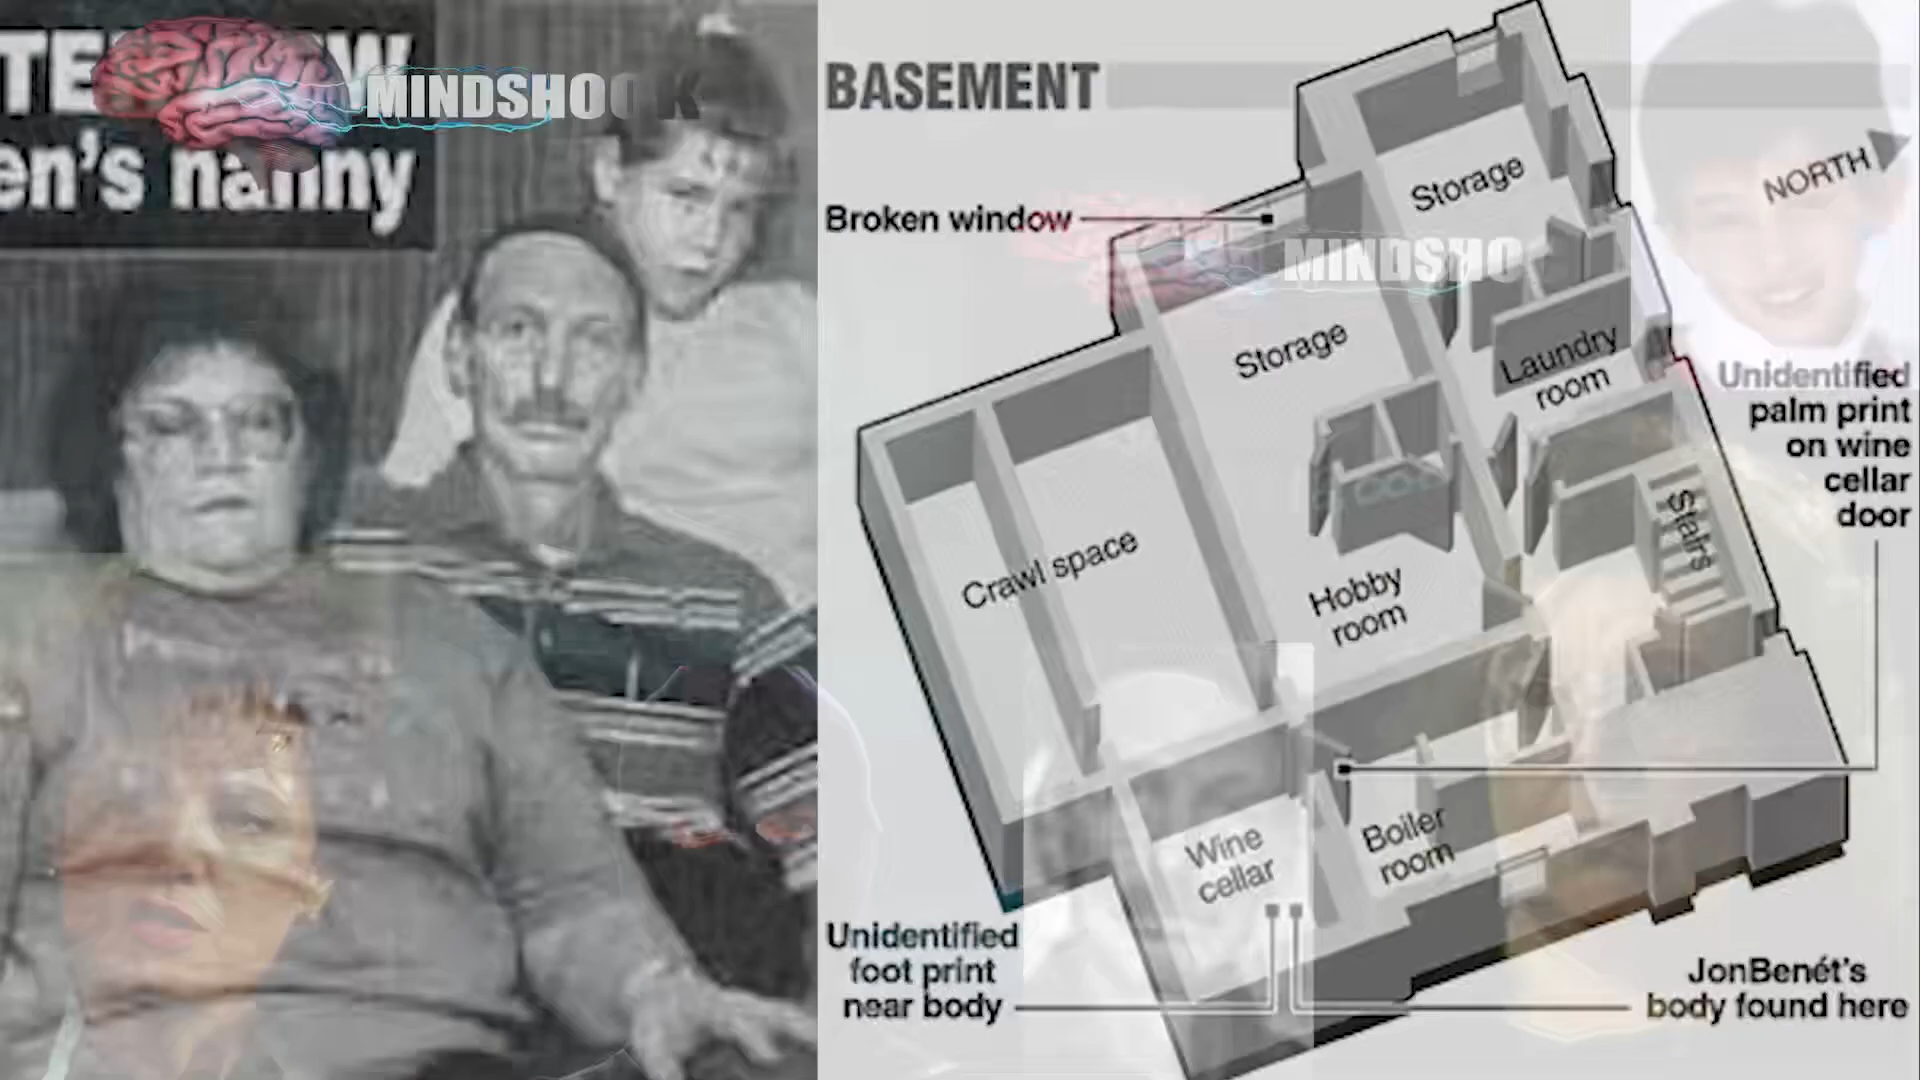 MINDSHOCK
en's nanny
BASEMENT
Broken window
MINDSHO
Storage
NORTH
Storage
Laundry
room
Unidentified
palm print
on wine
cellar
door
Stairs
Crawl space
Hobby
room
Wine
cellar
Boiler
room
Unidentified
foot print
near body
JonBenét's
body found here